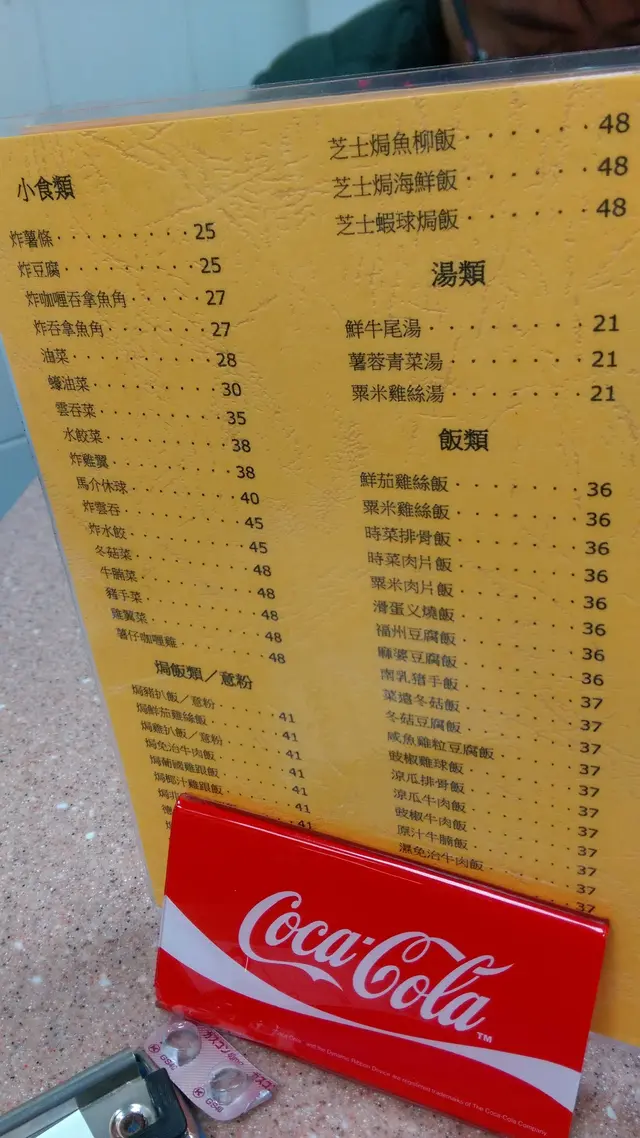 小食類
炸薯條 25
炸豆腐 25
炸咖喱吞拿魚角 27
炸吞拿魚角 27
油菜 28
蠔油菜 30
雲吞菜 35
水餃菜 38
炸雞翼 38
馬介休球 40
炸雲吞 45
炸水餃 45
冬菇菜 48
牛腩菜 48
豬手菜 48
雞翼菜 48
薯仔咖喱雞 48
焗飯類／意粉
焗豬扒飯／意粉 41
焗鮮茄雞絲飯 41
焗雞扒飯／意粉 41
焗免治牛肉飯 41
焗葡國雞跟飯 41
焗椰汁雞跟飯 41
芝士焗魚柳飯 48
芝士焗海鮮飯 48
芝士蝦球焗飯 48
湯類
鮮牛尾湯 21
薯蓉青菜湯 21
粟米雞絲湯 21
飯類
鮮茄雞絲飯 36
粟米雞絲飯 36
時菜排骨飯 36
時菜肉片飯 36
粟米肉片飯 36
滑蛋义燒飯 36
福州豆腐飯 36
麻婆豆腐飯 36
南乳豬手飯 37
菜遠冬菇飯 37
冬菇豆腐飯 37
咸魚雞粒豆腐飯 37
豉椒雞球飯 37
涼瓜排骨飯 37
涼瓜牛肉飯 37
豉椒牛肉飯 37
原汁牛腩飯 37
濕免治牛肉飯 37
Coca-Cola
TM